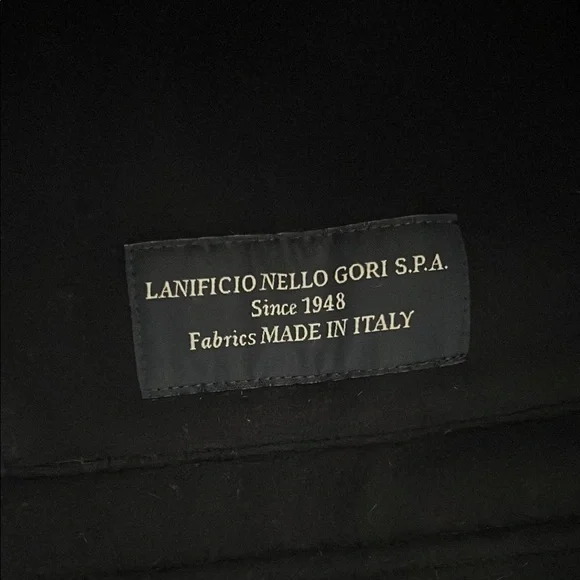 LANIFICIO NELLO GORI S.P.A.
Since 1948
Fabrics MADE IN ITALY